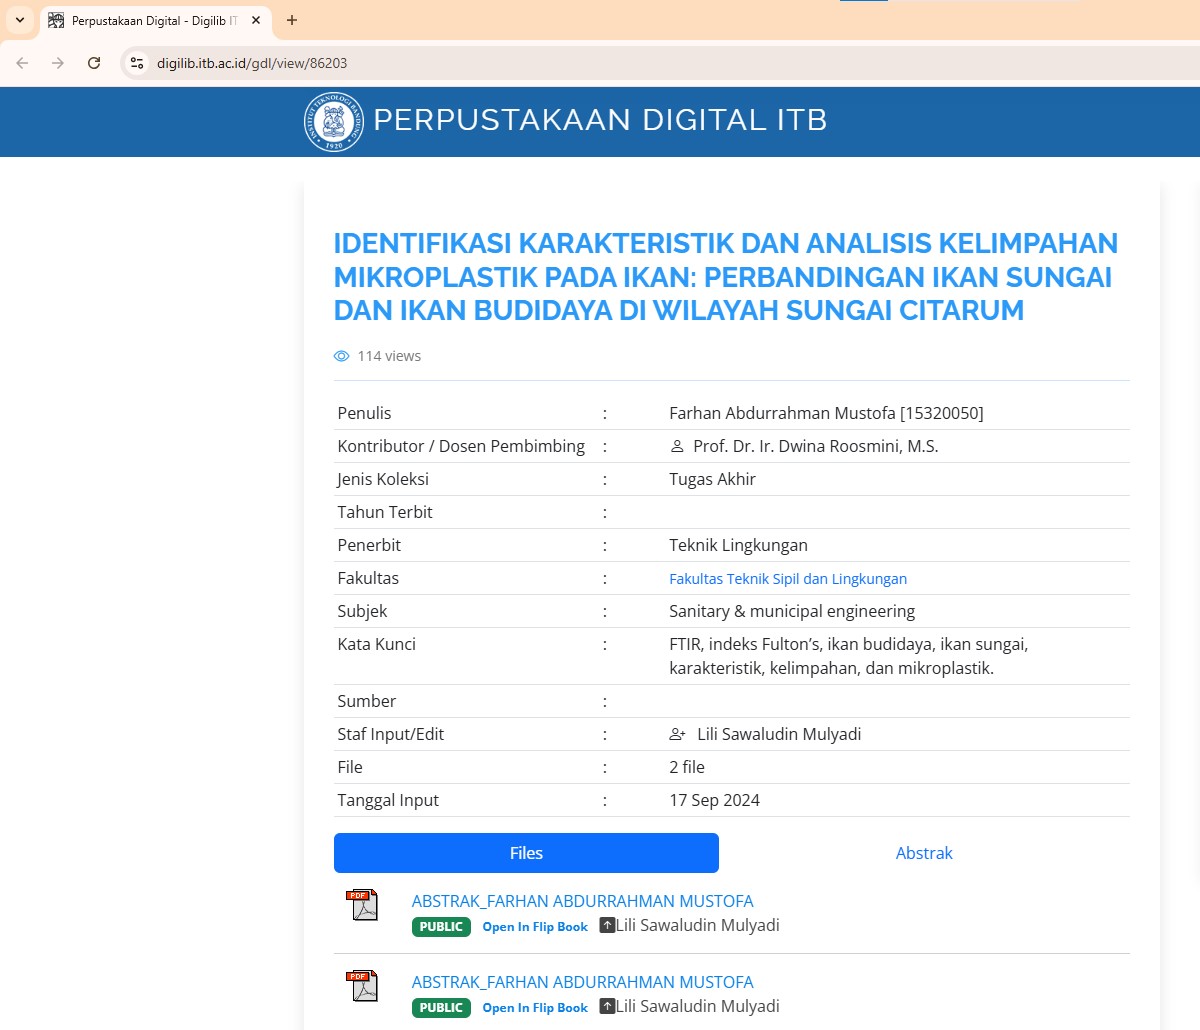 Perpustakaan Digital - Digilib IT
digilib.itb.ac.id/gdl/view/86203
INSTITUT TEKNOLOGI BANDUNG
1920
PERPUSTAKAAN DIGITAL ITB
IDENTIFIKASI KARAKTERISTIK DAN ANALISIS KELIMPAHAN
MIKROPLASTIK PADA IKAN: PERBANDINGAN IKAN SUNGAI
DAN IKAN BUDIDAYA DI WILAYAH SUNGAI CITARUM
114 views
Penulis : Farhan Abdurrahman Mustofa [15320050]
Kontributor / Dosen Pembimbing : Prof. Dr. Ir. Dwina Roosmini, M.S.
Jenis Koleksi : Tugas Akhir
Tahun Terbit :
Penerbit : Teknik Lingkungan
Fakultas : Fakultas Teknik Sipil dan Lingkungan
Subjek : Sanitary & municipal engineering
Kata Kunci : FTIR, indeks Fulton’s, ikan budidaya, ikan sungai,
karakteristik, kelimpahan, dan mikroplastik.
Sumber :
Staf Input/Edit : Lili Sawaludin Mulyadi
File : 2 file
Tanggal Input : 17 Sep 2024
Files Abstrak
PDF ABSTRAK_FARHAN ABDURRAHMAN MUSTOFA
PUBLIC Open In Flip Book Lili Sawaludin Mulyadi
PDF ABSTRAK_FARHAN ABDURRAHMAN MUSTOFA
PUBLIC Open In Flip Book Lili Sawaludin Mulyadi